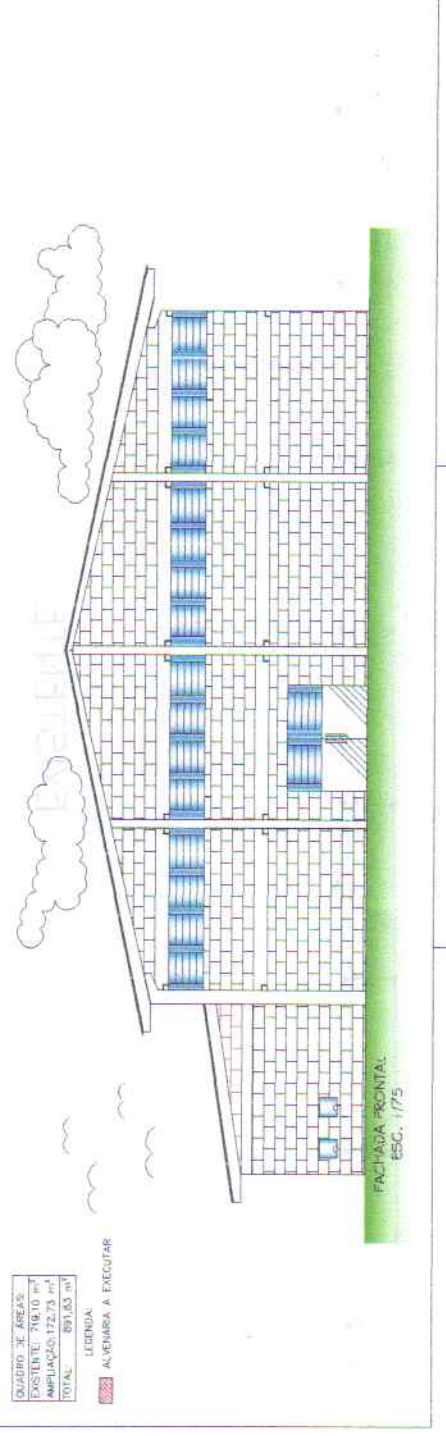 QUADRO DE ÁREAS:
EXISTENTE: 719,10 m²
AMPLIAÇÃO: 172,73 m²
TOTAL: 891,83 m²
LEGENDA:
ALVENARIA A EXECUTAR
EXISTENTE
FACHADA FRONTAL
ESC. 1/75